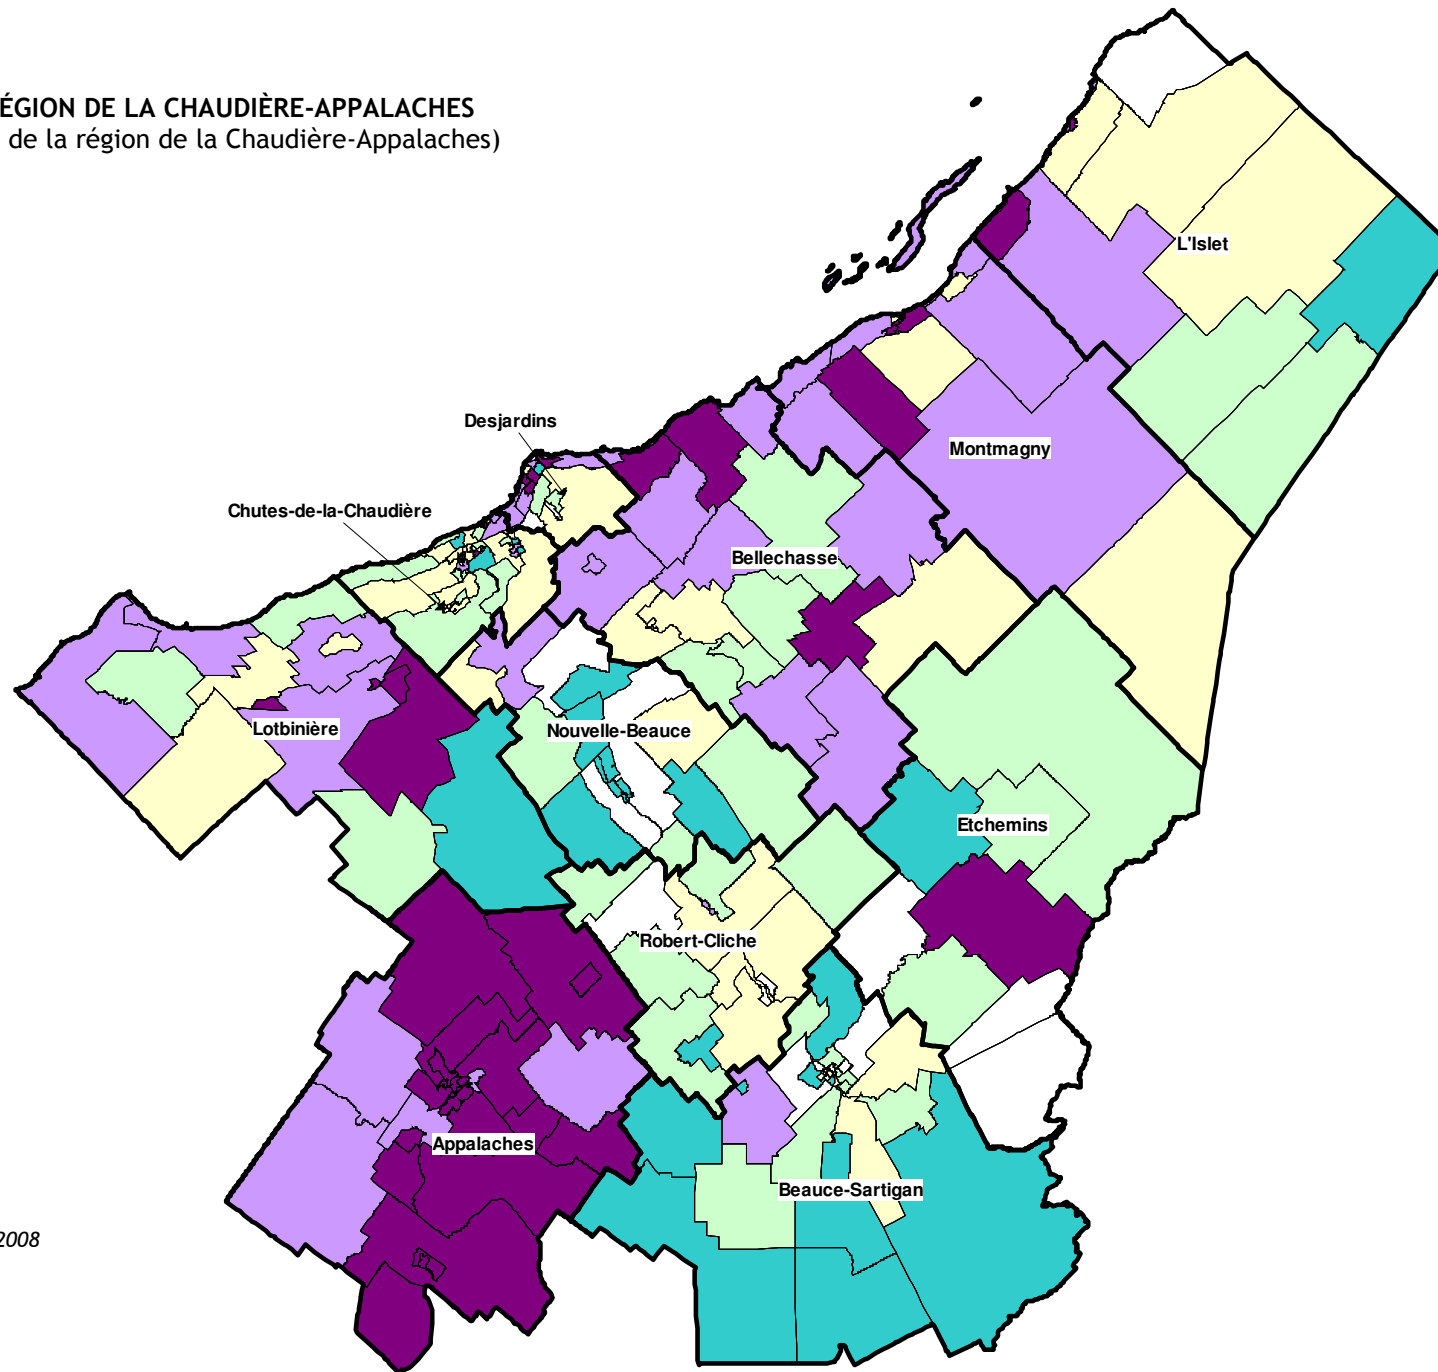 ÉGION DE LA CHAUDIÈRE-APPALACHES
de la région de la Chaudière-Appalaches)
L'Islet
Desjardins
Montmagny
Chutes-de-la-Chaudière
Bellechasse
Lotbinière
Nouvelle-Beauce
Etchemins
Robert-Cliche
Appalaches
Beauce-Sartigan
2008